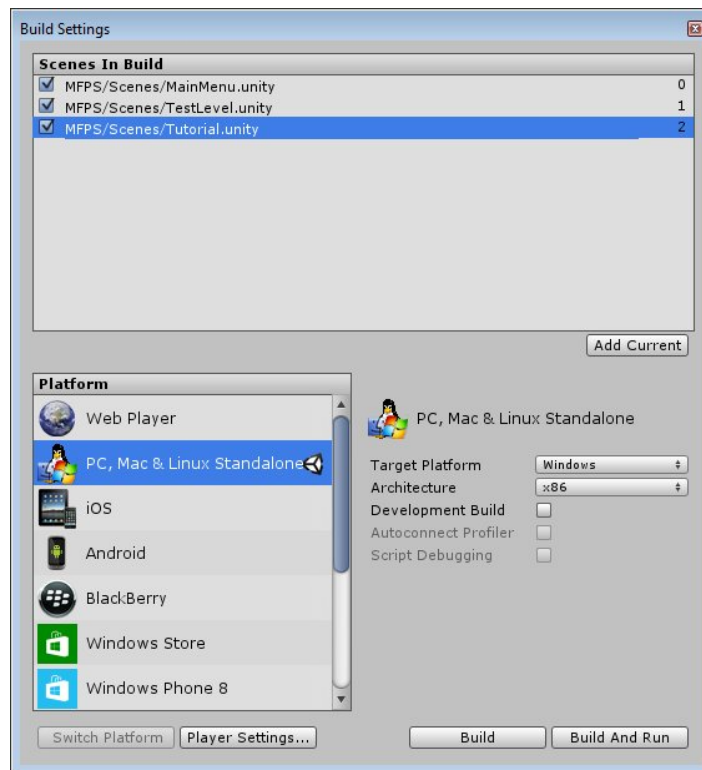 Build Settings
Scenes In Build
MFPS/Scenes/MainMenu.unity 0
MFPS/Scenes/TestLevel.unity 1
MFPS/Scenes/Tutorial.unity 2
Add Current
Platform
Web Player
PC, Mac & Linux Standalone
iOS
Android
BlackBerry
Windows Store
Windows Phone 8
PC, Mac & Linux Standalone
Target Platform Windows
Architecture x86
Development Build
Autoconnect Profiler
Script Debugging
Switch Platform Player Settings... Build Build And Run